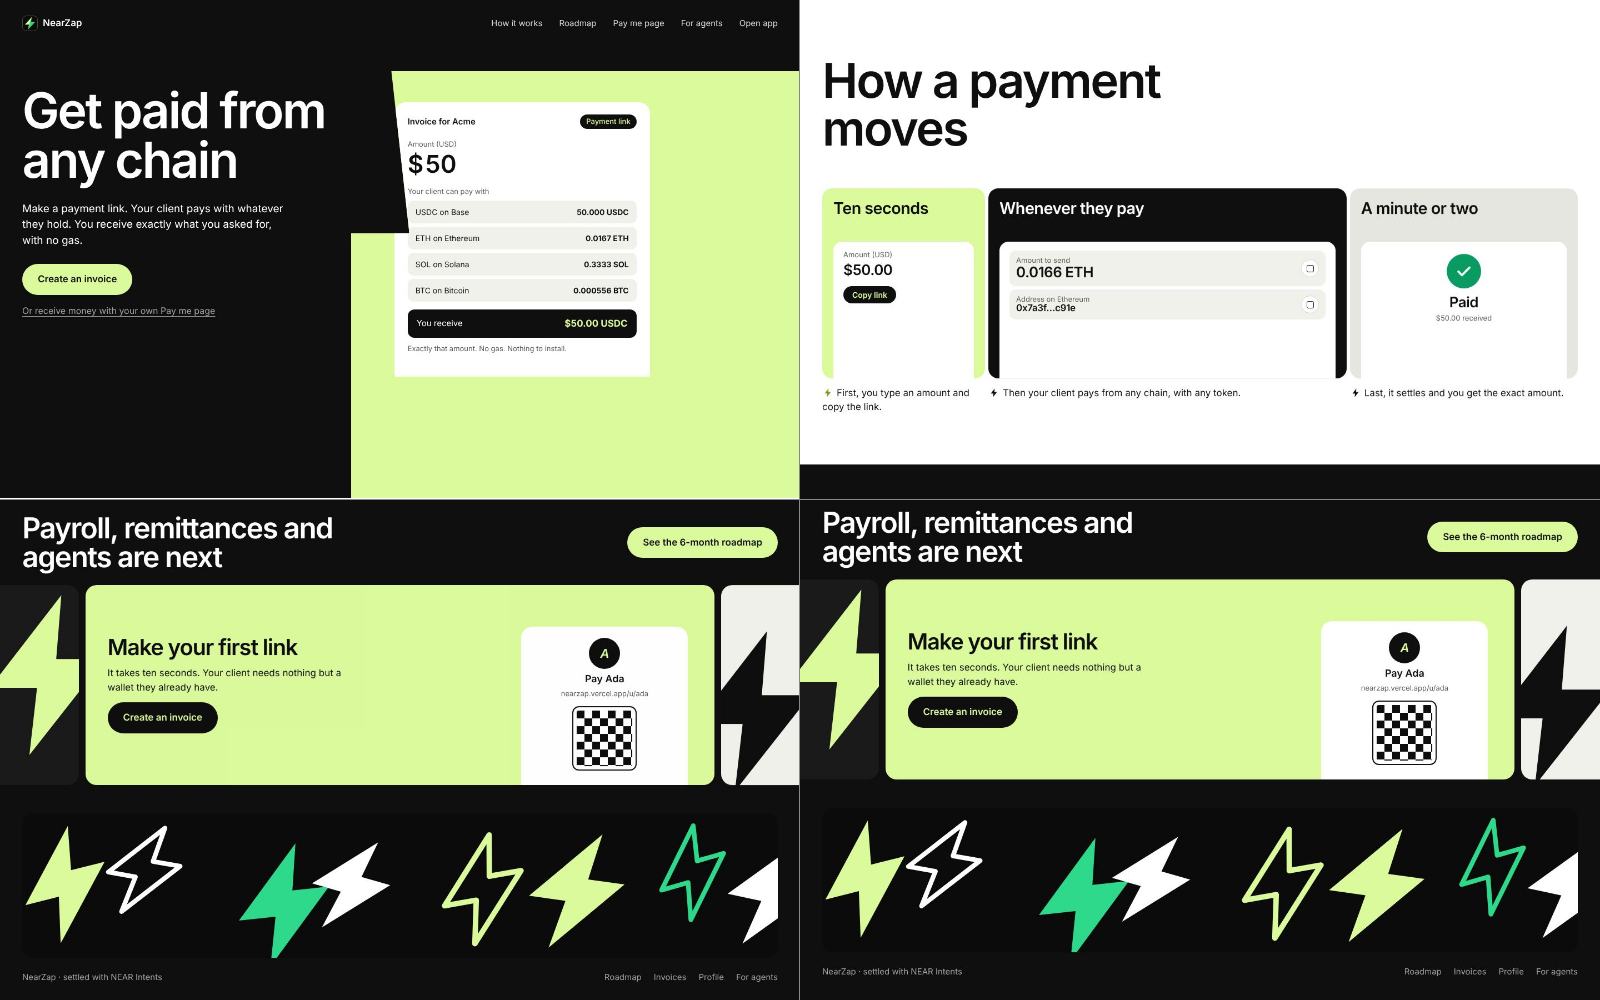 NearZap
How it works
Roadmap
Pay me page
For agents
Open app
Get paid from
any chain
Make a payment link. Your client pays with whatever
they hold. You receive exactly what you asked for,
with no gas.
Create an invoice
Or receive money with your own Pay me page
Invoice for Acme
Payment link
Amount (USD)
$50
Your client can pay with
USDC on Base
50.000 USDC
ETH on Ethereum
0.0167 ETH
SOL on Solana
0.3333 SOL
BTC on Bitcoin
0.000556 BTC
You receive
$50.00 USDC
Exactly that amount. No gas. Nothing to install.
How a payment
moves
Ten seconds
Amount (USD)
$50.00
Copy link
First, you type an amount and
copy the link.
Whenever they pay
Amount to send
0.0166 ETH
Address on Ethereum
0x7a3f...c91e
Then your client pays from any chain, with any token.
A minute or two
Paid
$50.00 received
Last, it settles and you get the exact amount.
Payroll, remittances and
agents are next
See the 6-month roadmap
Make your first link
It takes ten seconds. Your client needs nothing but a
wallet they already have.
Create an invoice
A
Pay Ada
nearzap.vercel.app/u/ada
NearZap · settled with NEAR Intents
Roadmap
Invoices
Profile
For agents
Payroll, remittances and
agents are next
See the 6-month roadmap
Make your first link
It takes ten seconds. Your client needs nothing but a
wallet they already have.
Create an invoice
A
Pay Ada
nearzap.vercel.app/u/ada
NearZap · settled with NEAR Intents
Roadmap
Invoices
Profile
For agents